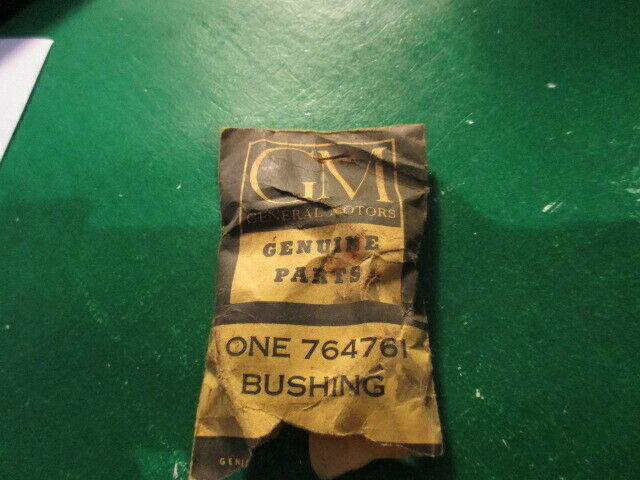 GM
GENERAL MOTORS
GENUINE
PARTS
ONE 764761
BUSHING